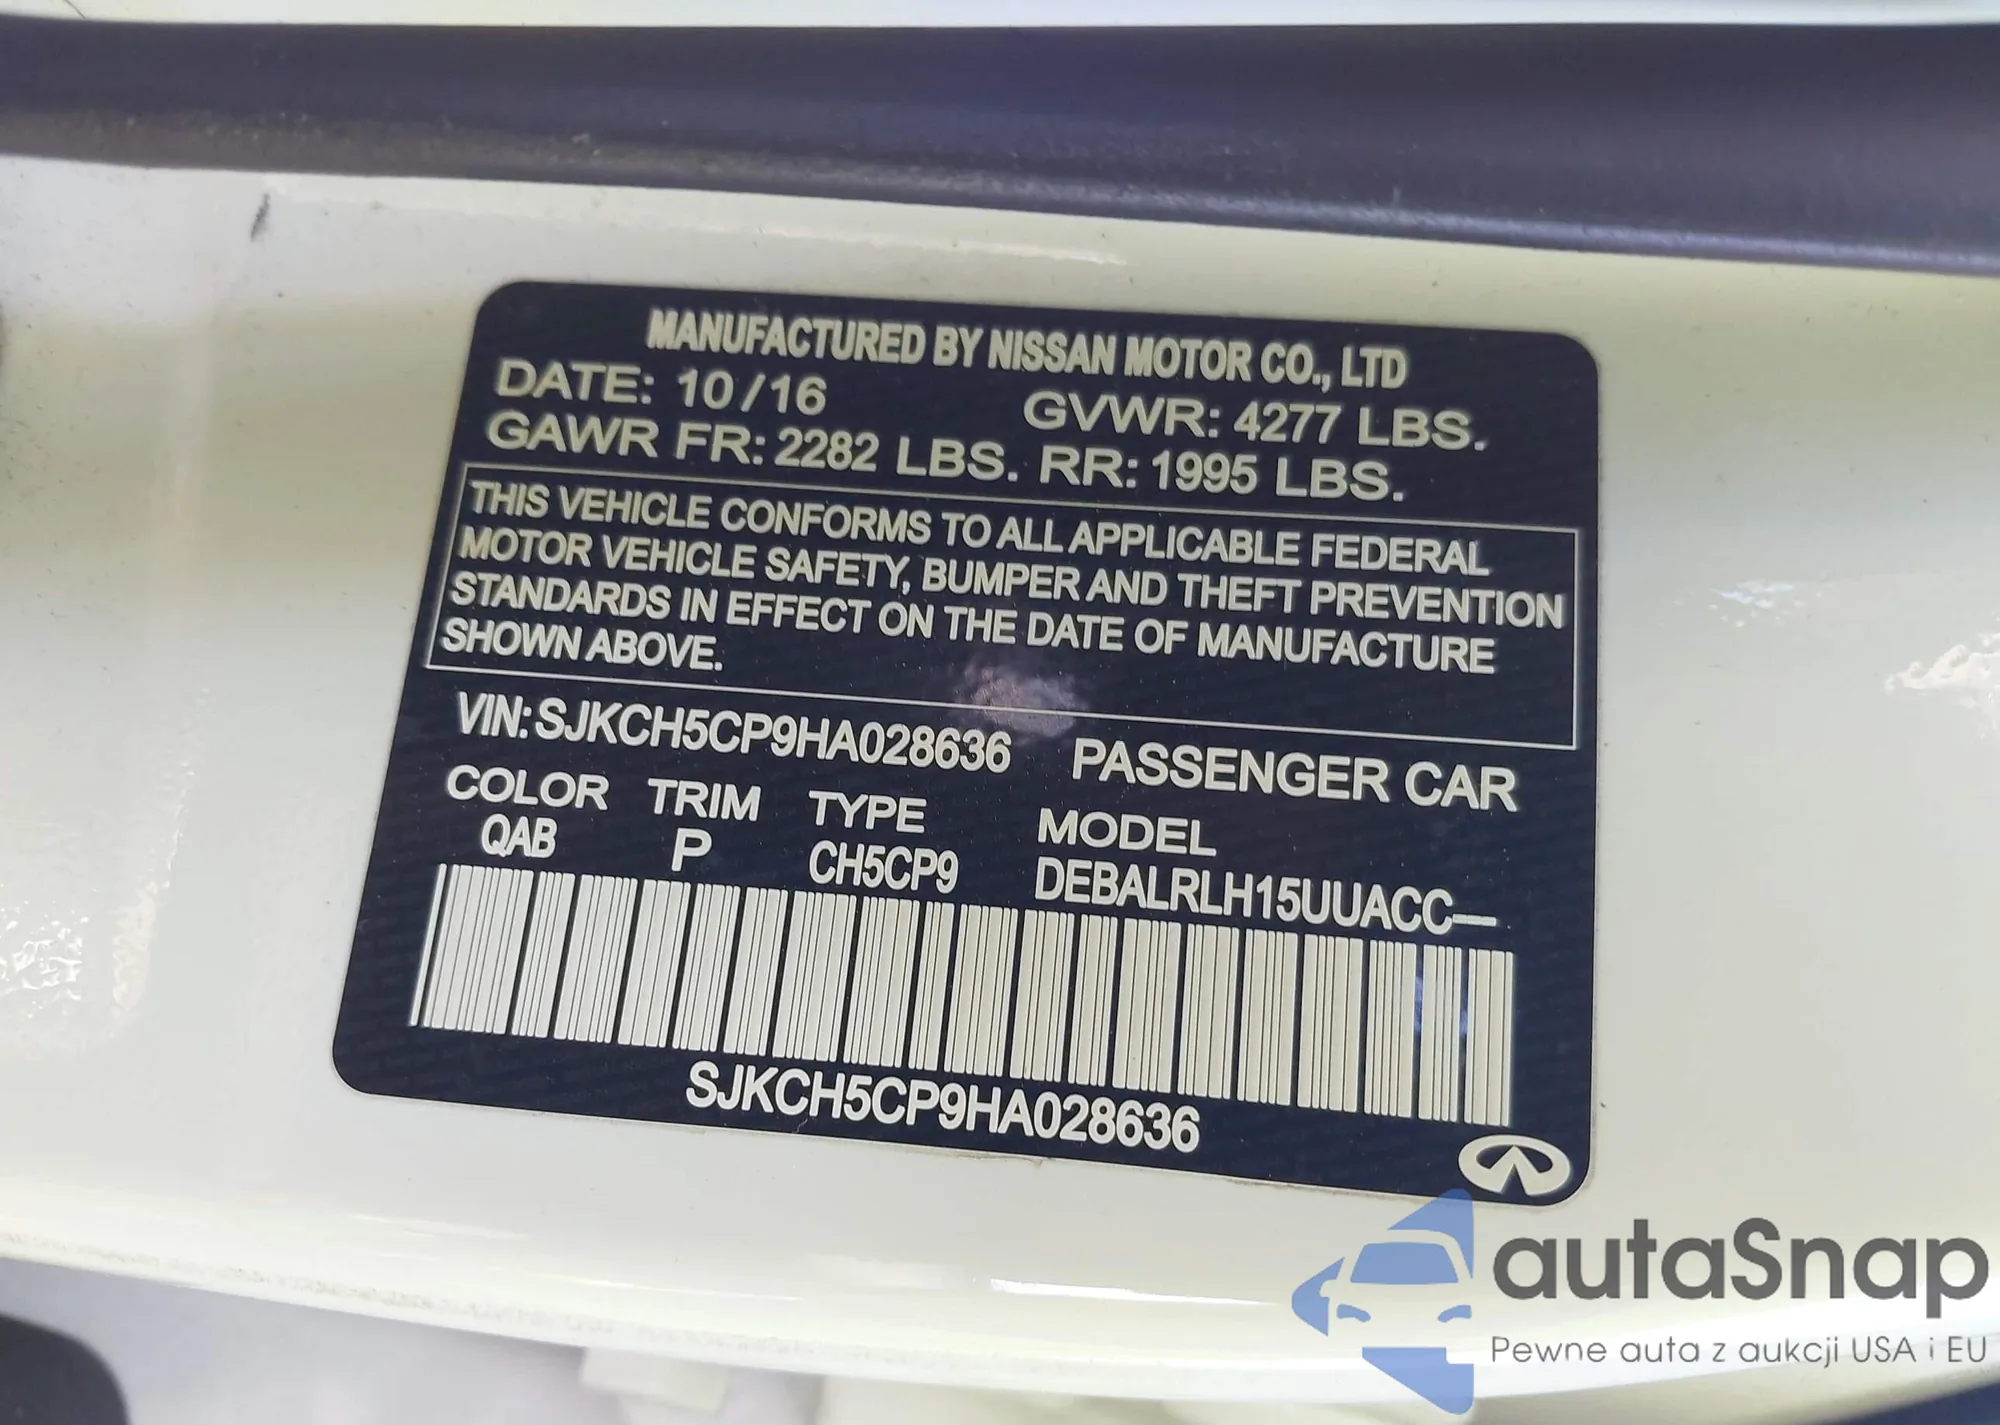 MANUFACTURED BY NISSAN MOTOR CO., LTD
DATE: 10/16 GVWR: 4277 LBS.
GAWR FR: 2282 LBS. RR: 1995 LBS.
THIS VEHICLE CONFORMS TO ALL APPLICABLE FEDERAL
MOTOR VEHICLE SAFETY, BUMPER AND THEFT PREVENTION
STANDARDS IN EFFECT ON THE DATE OF MANUFACTURE
SHOWN ABOVE.
VIN: SJKCH5CP9HA028636 PASSENGER CAR
COLOR TRIM TYPE MODEL
QAB P CH5CP9 DEBALRLH15UUACC—
SJKCH5CP9HA028636
autaSnap
Pewne auta z aukcji USA i EU